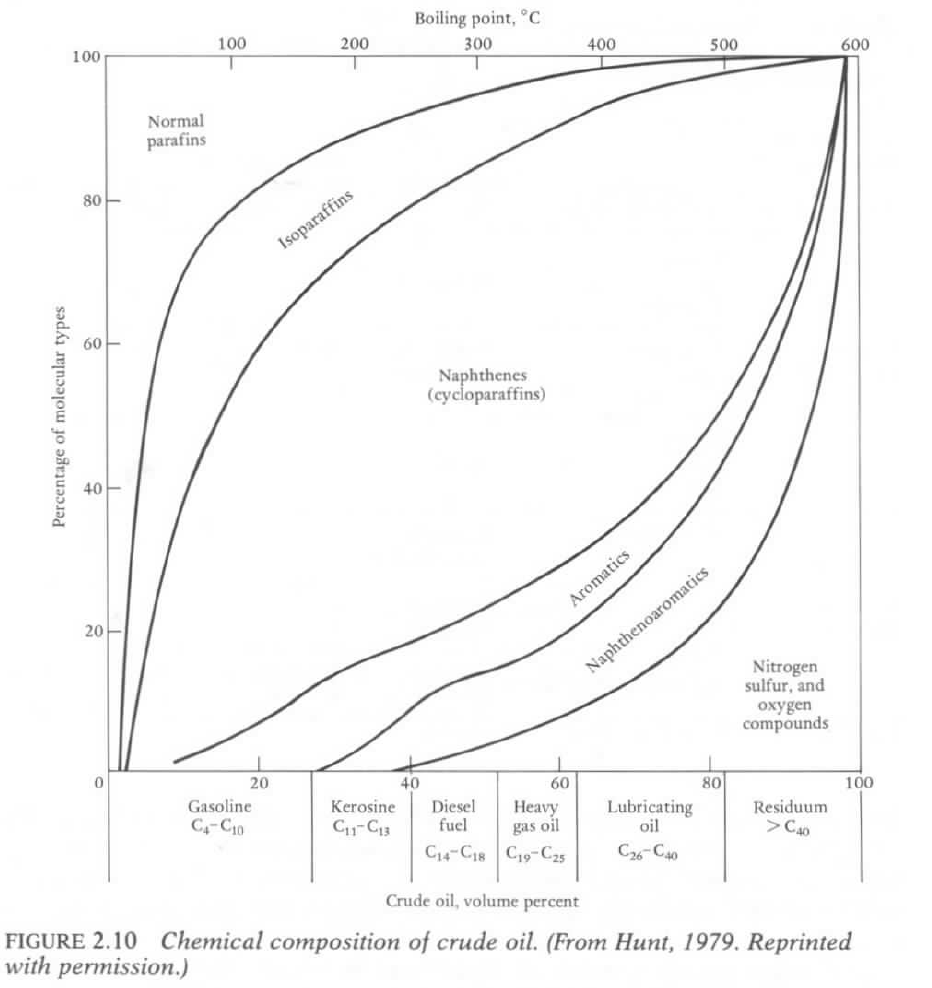 Boiling point, °C
100 200 300 400 500 600
100
80
60
40
20
0
Percentage of molecular types
Normal
parafins
Isoparaffins
Naphthenes
(cycloparaffins)
Aromatics
Naphthenoaromatics
Nitrogen
sulfur, and
oxygen
compounds
20 40 60 80 100
Gasoline
C₄–C₁₀
Kerosine
C₁₁–C₁₃
Diesel
fuel
C₁₄–C₁₈
Heavy
gas oil
C₁₉–C₂₅
Lubricating
oil
C₂₆–C₄₀
Residuum
> C₄₀
Crude oil, volume percent
FIGURE 2.10 Chemical composition of crude oil. (From Hunt, 1979. Reprinted
with permission.)